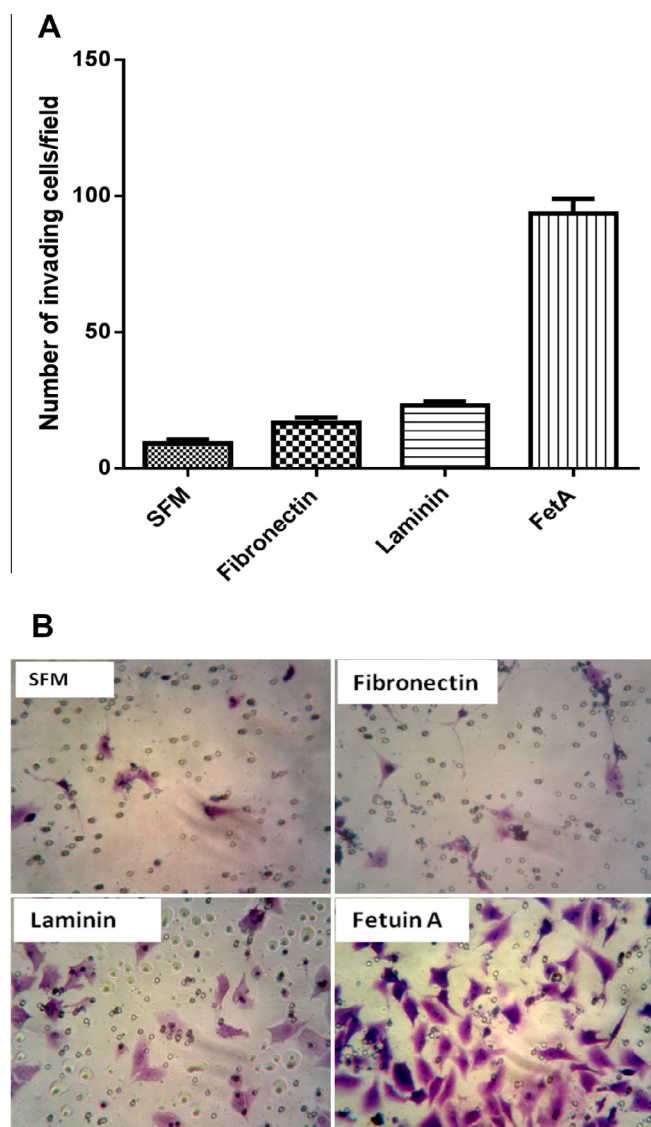 A
150
100
50
0
Number of invading cells/field
SFM
Fibronectin
Laminin
FetA
B
SFM
Fibronectin
Laminin
Fetuin A